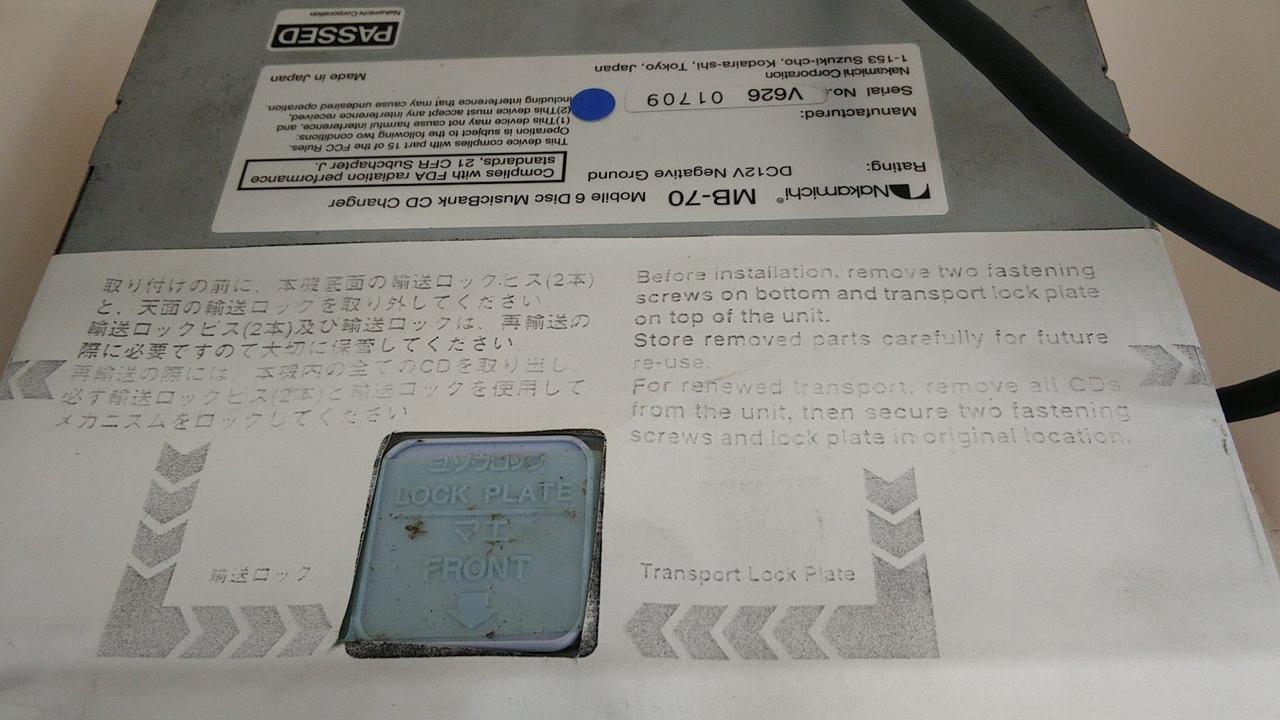 PASSED
Nakamichi Corporation
Nakamichi® MB-70 Mobile 6 Disc MusicBank CD Changer
Rating: DC12V Negative Ground
Complies with FDA radiation performance
standards, 21 CFR Subchapter J.
This device complies with part 15 of the FCC Rules.
Operation is subject to the following two conditions:
(1)This device may not cause harmful interference, and
(2)This device must accept any interference received,
including interference that may cause undesired operation.
Manufactured:
Serial No.: V626 01709
Nakamichi Corporation
1-153 Suzuki-cho, Kodaira-shi, Tokyo, Japan
Made in Japan
取り付けの前に、本機底面の輸送ロックビス(2本)
と、天面の輸送ロックを取り外してください。
輸送ロックビス(2本)及び輸送ロックは、再輸送の
際に必要ですので大切に保管してください。
再輸送の際には、本機内の全てのCDを取り出し、
必ず輸送ロックビス(2本)と輸送ロックを使用して
メカニズムをロックしてください。
Before installation, remove two fastening
screws on bottom and transport lock plate
on top of the unit.
Store removed parts carefully for future
re-use.
For renewed transport, remove all CDs
from the unit, then secure two fastening
screws and lock plate in original location.
ユソウロック
LOCK PLATE
マエ
FRONT
輸送ロック
Transport Lock Plate